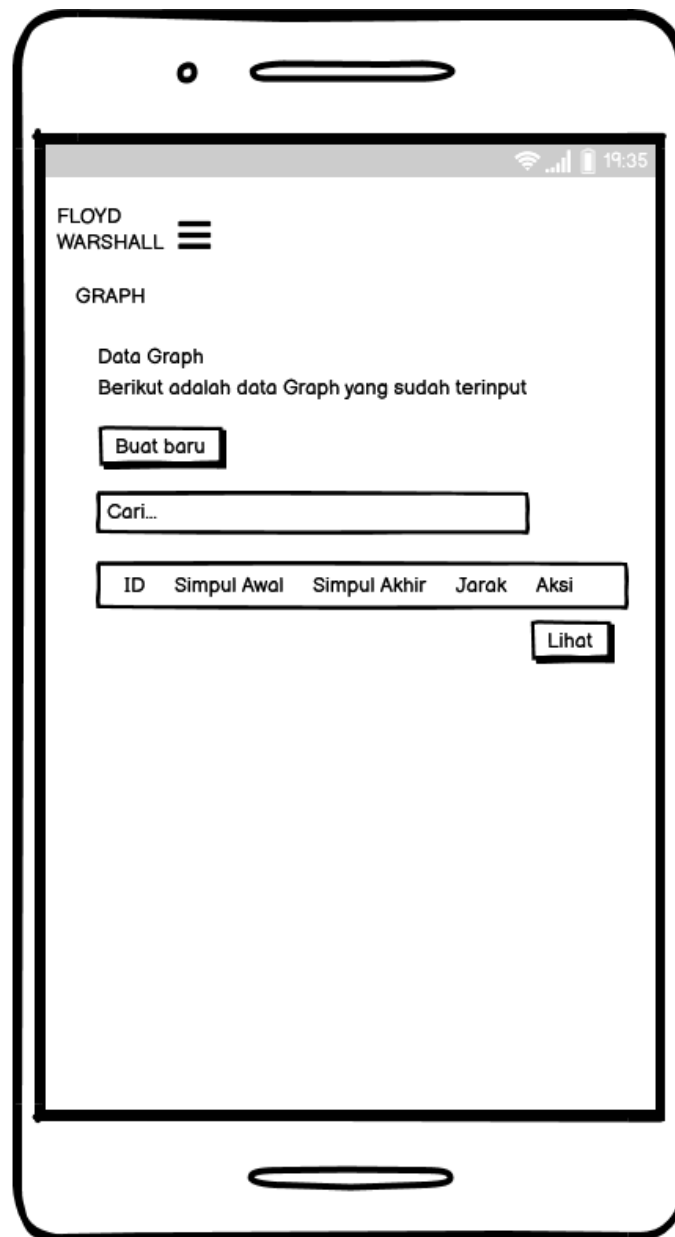 19:35
FLOYD
WARSHALL
GRAPH
Data Graph
Berikut adalah data Graph yang sudah terinput
Buat baru
Cari...
ID Simpul Awal Simpul Akhir Jarak Aksi
Lihat